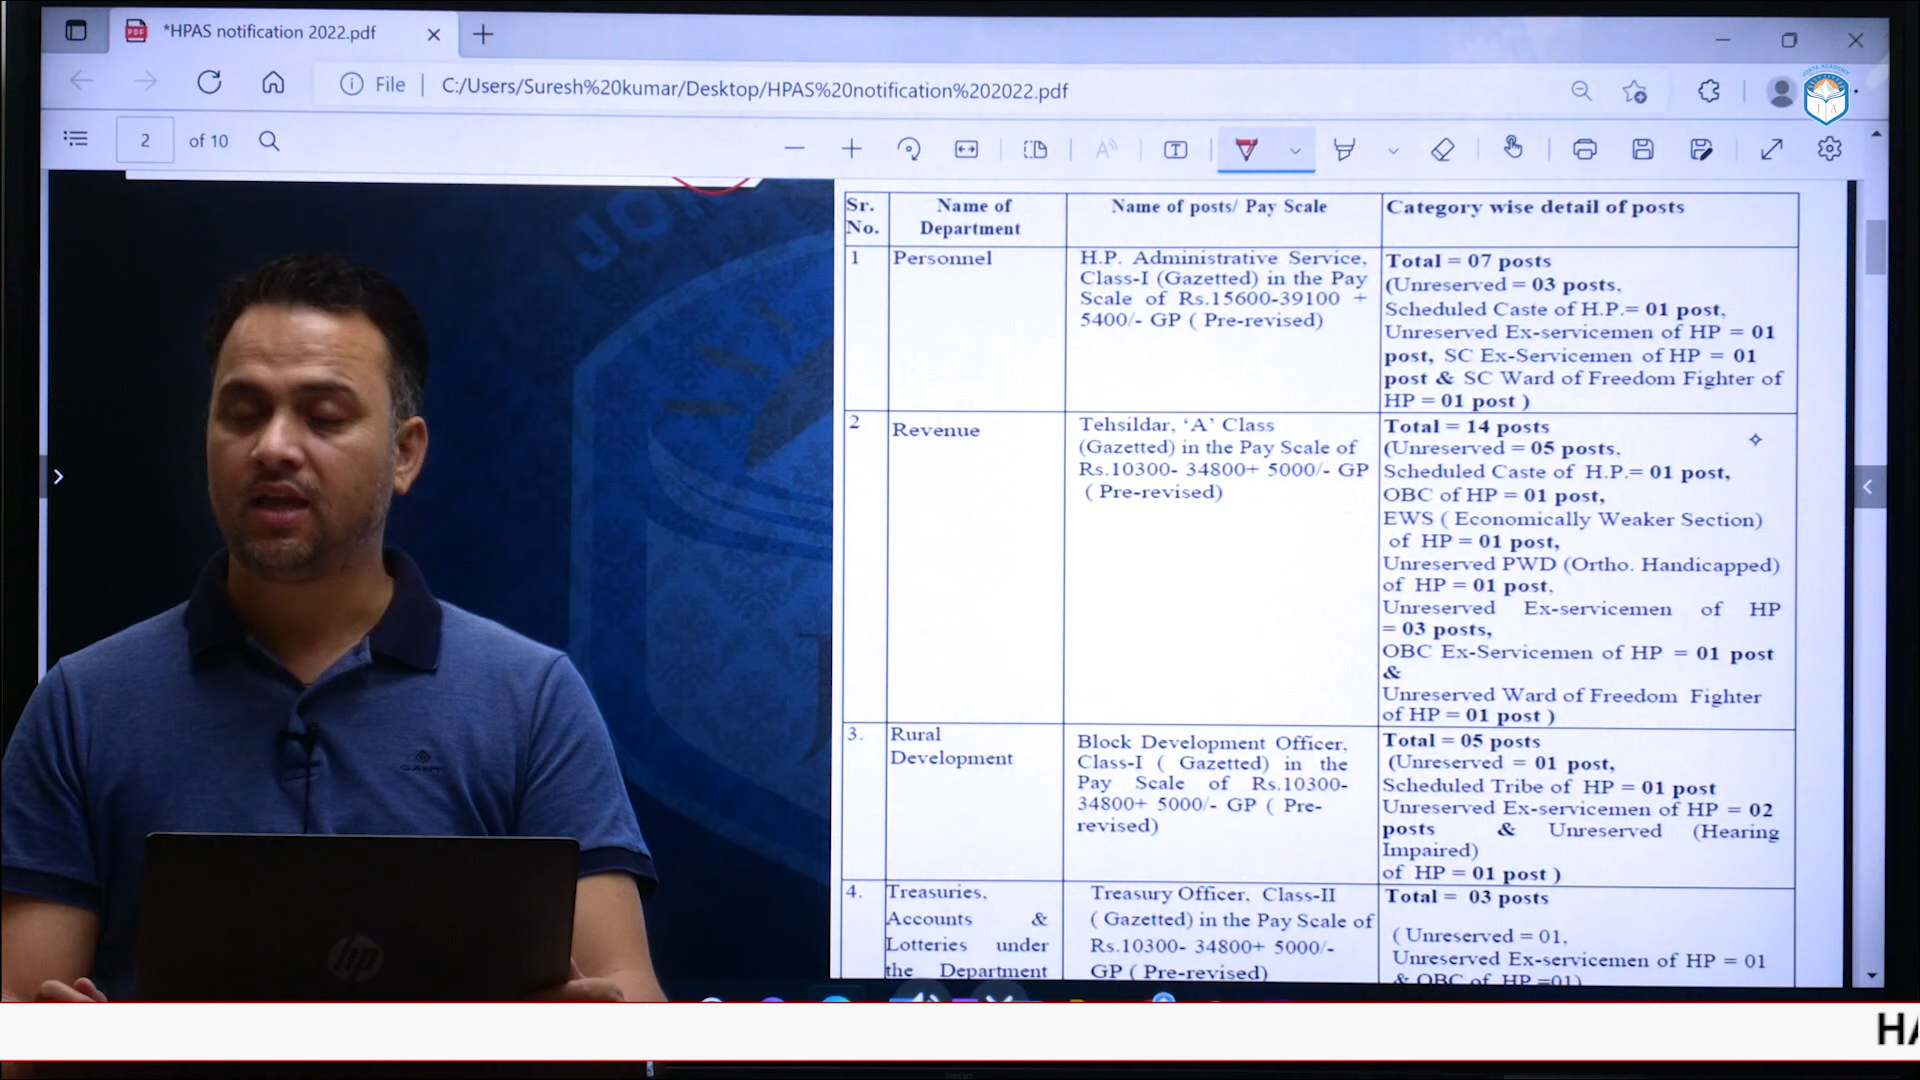 *HPAS notification 2022.pdf
File
C:/Users/Suresh%20kumar/Desktop/HPAS%20notification%202022.pdf
2 of 10
Sr. No.
Name of Department
Name of posts/ Pay Scale
Category wise detail of posts
1
Personnel
H.P. Administrative Service,
Class-I (Gazetted) in the Pay
Scale of Rs.15600-39100 +
5400/- GP ( Pre-revised)
Total = 07 posts
(Unreserved = 03 posts,
Scheduled Caste of H.P.= 01 post,
Unreserved Ex-servicemen of HP = 01
post, SC Ex-Servicemen of HP = 01
post & SC Ward of Freedom Fighter of
HP = 01 post )
2
Revenue
Tehsildar, ‘A’ Class
(Gazetted) in the Pay Scale of
Rs.10300- 34800+ 5000/- GP
( Pre-revised)
Total = 14 posts
(Unreserved = 05 posts,
Scheduled Caste of H.P.= 01 post,
OBC of HP = 01 post,
EWS ( Economically Weaker Section)
of HP = 01 post,
Unreserved PWD (Ortho. Handicapped)
of HP = 01 post,
Unreserved Ex-servicemen of HP
= 03 posts,
OBC Ex-Servicemen of HP = 01 post
&
Unreserved Ward of Freedom Fighter
of HP = 01 post )
3.
Rural
Development
Block Development Officer,
Class-I ( Gazetted) in the
Pay Scale of Rs.10300-
34800+ 5000/- GP ( Pre-
revised)
Total = 05 posts
(Unreserved = 01 post,
Scheduled Tribe of HP = 01 post
Unreserved Ex-servicemen of HP = 02
posts & Unreserved (Hearing
Impaired)
of HP = 01 post )
4.
Treasuries,
Accounts &
Lotteries under
the Department
Treasury Officer, Class-II
( Gazetted) in the Pay Scale of
Rs.10300- 34800+ 5000/-
GP ( Pre-revised)
Total = 03 posts
( Unreserved = 01,
Unreserved Ex-servicemen of HP = 01
& OBC of HP =01)
hp